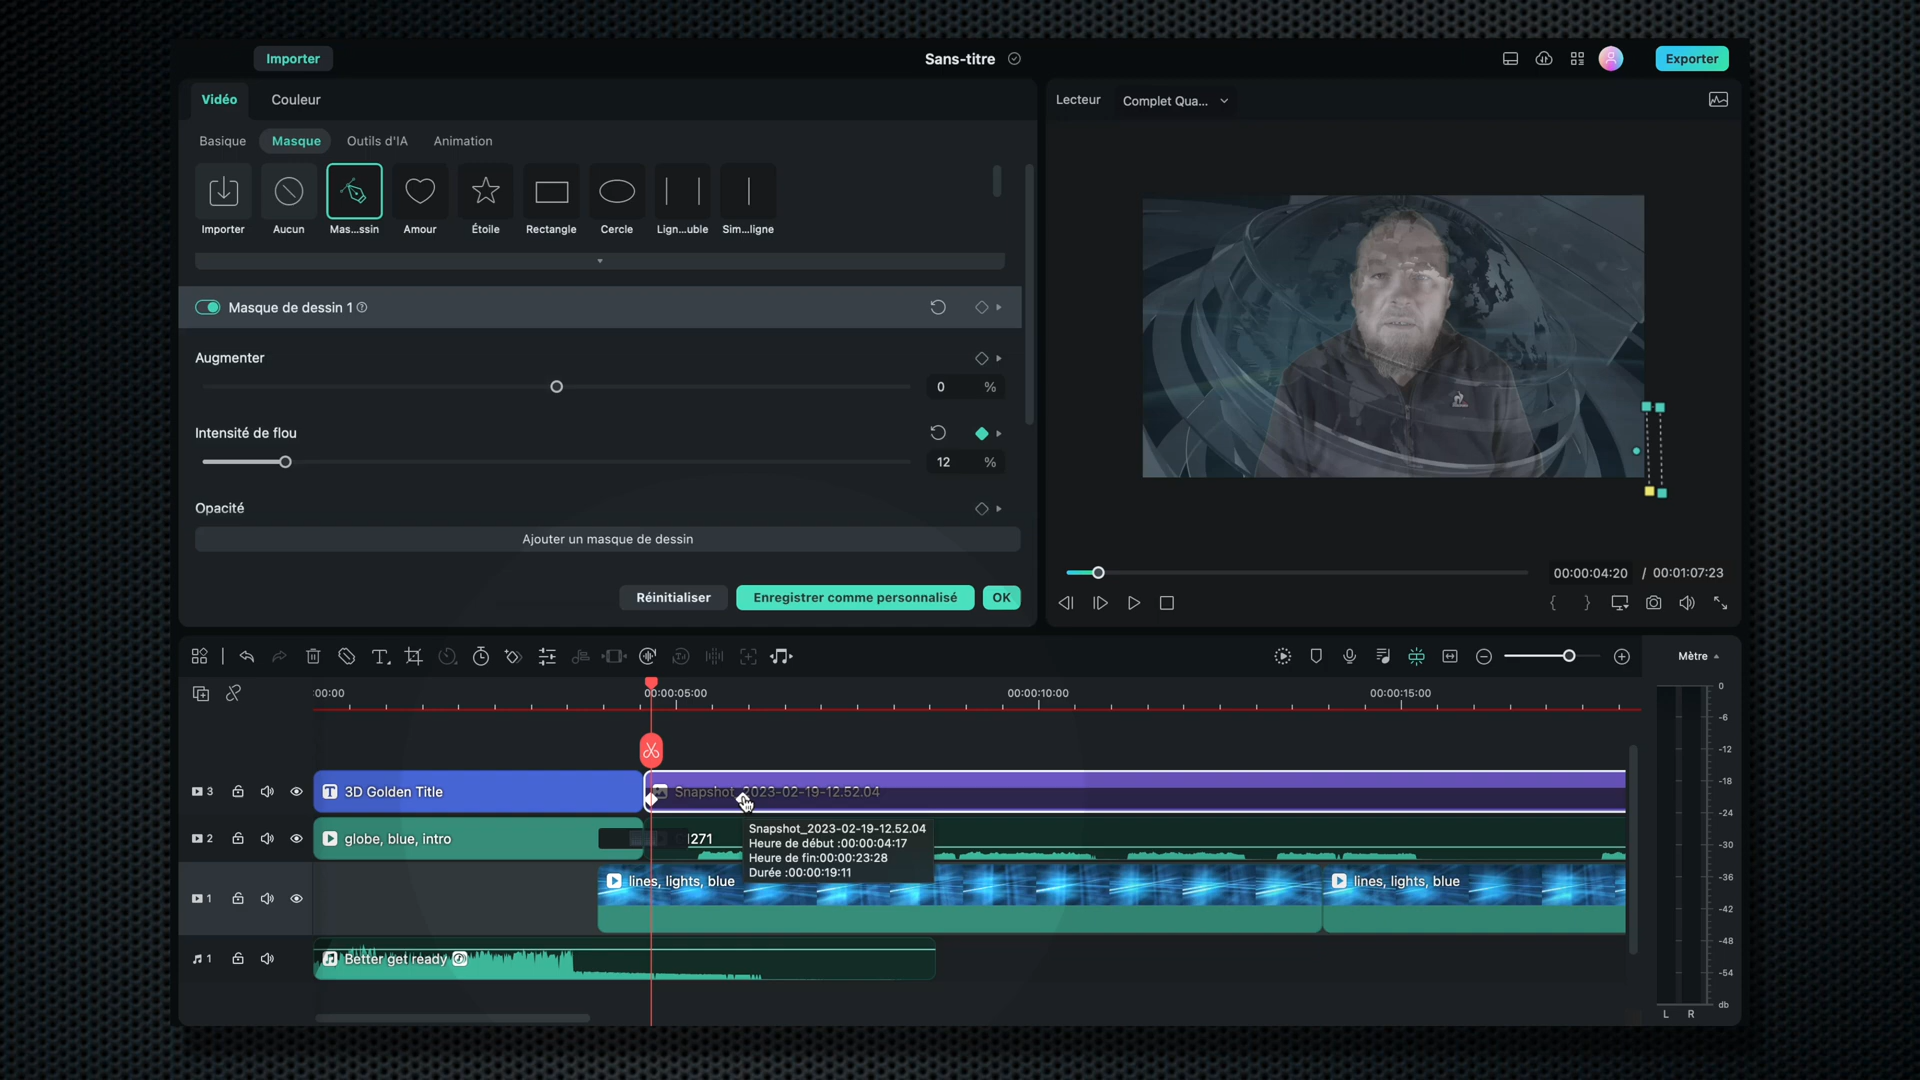 Importer
Sans-titre
Exporter
Vidéo
Couleur
Lecteur
Complet Qua...
Basique
Masque
Outils d'IA
Animation
Importer
Aucun
Mas...ssin
Amour
Étoile
Rectangle
Cercle
Lign...uble
Sim...ligne
Masque de dessin 1
Augmenter
0 %
Intensité de flou
12 %
Opacité
Ajouter un masque de dessin
Réinitialiser
Enregistrer comme personnalisé
OK
00:00:04:20 / 00:01:07:23
{ }
Mètre
:00:00
00:00:05:00
00:00:10:00
00:00:15:00
3
3D Golden Title
Snapshot_2023-02-19-12.52.04
2
globe, blue, intro
1271
Snapshot_2023-02-19-12.52.04
Heure de début :00:00:04:17
Heure de fin:00:00:23:28
Durée :00:00:19:11
1
lines, lights, blue
lines, lights, blue
1
Better get ready
0
-6
-12
-18
-24
-30
-36
-42
-48
-54
db
L R